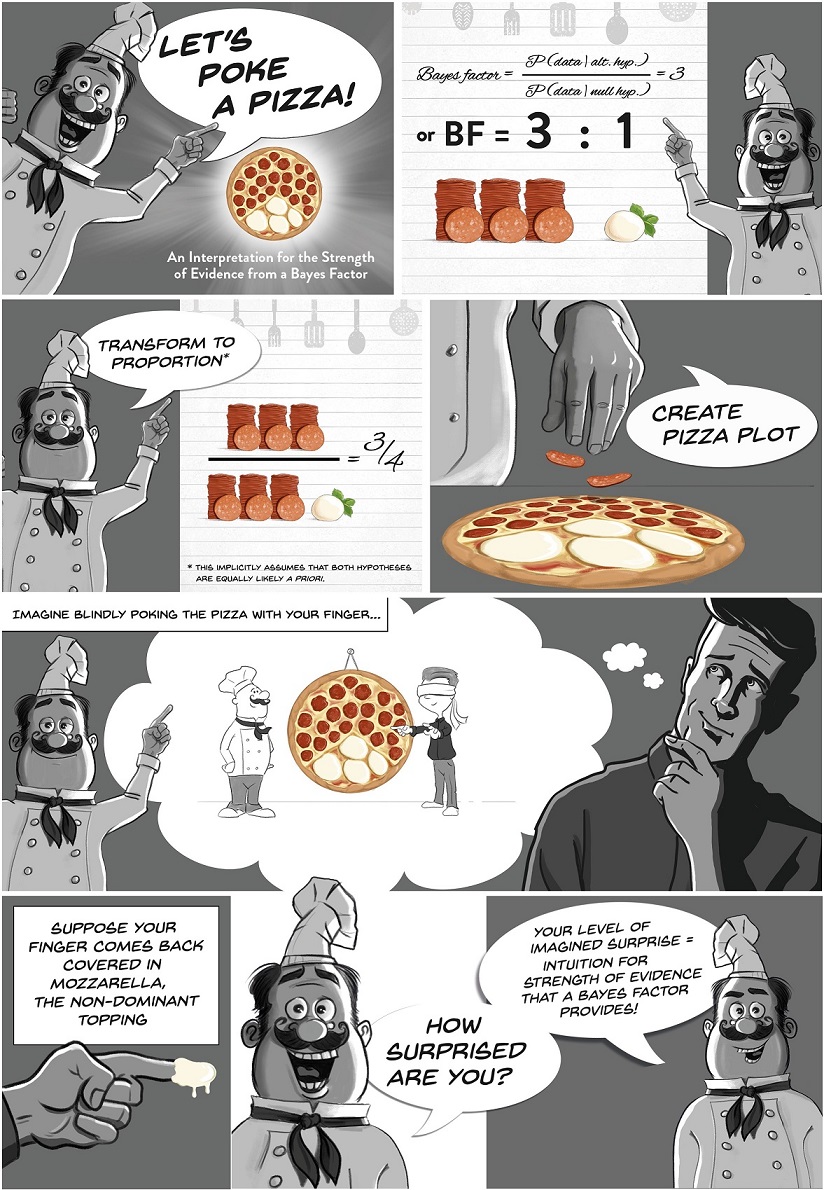 LET'S
POKE
A PIZZA!
An Interpretation for the Strength
of Evidence from a Bayes Factor
Bayes factor = P(data | alt. hyp.) / P(data | null hyp.) = 3
or BF = 3 : 1
TRANSFORM TO
PROPORTION*
= 3/4
* THIS IMPLICITLY ASSUMES THAT BOTH HYPOTHESES
ARE EQUALLY LIKELY A PRIORI.
CREATE
PIZZA PLOT
IMAGINE BLINDLY POKING THE PIZZA WITH YOUR FINGER...
SUPPOSE YOUR
FINGER COMES BACK
COVERED IN
MOZZARELLA,
THE NON-DOMINANT
TOPPING
HOW
SURPRISED
ARE YOU?
YOUR LEVEL OF
IMAGINED SURPRISE =
INTUITION FOR
STRENGTH OF EVIDENCE
THAT A BAYES FACTOR
PROVIDES!